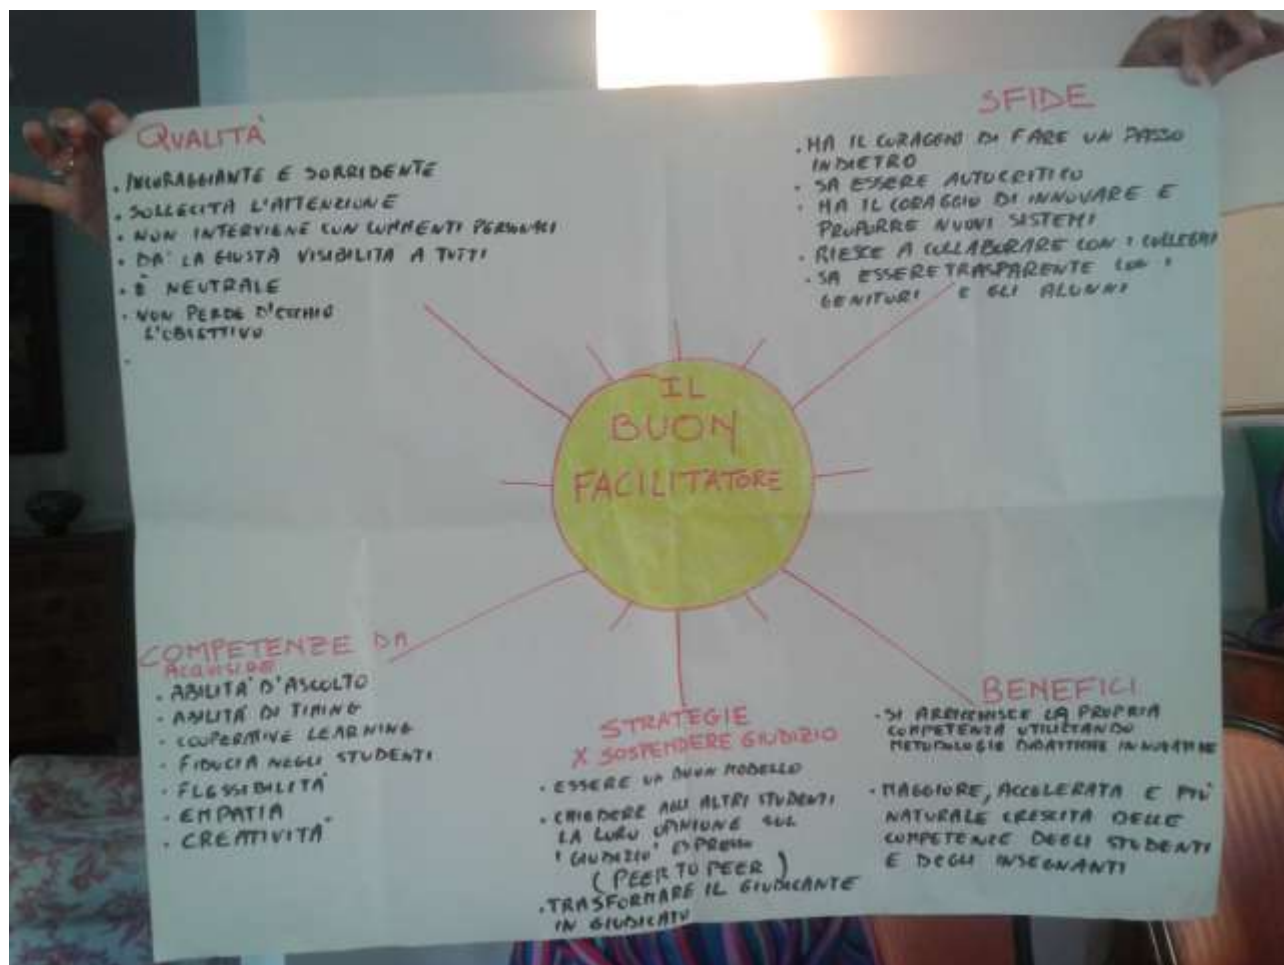 QUALITÀ
. INCORAGGIANTE E SORRIDENTE
. SOLLECITA L'ATTENZIONE
. NON INTERVIENE CON COMMENTI PERSONALI
. DA' LA GIUSTA VISIBILITÀ A TUTTI
. È NEUTRALE
. NON PERDE D'OCCHIO
L'OBIETTIVO
.
SFIDE
. HA IL CORAGGIO DI FARE UN PASSO
INDIETRO
. SA ESSERE AUTOCRITICO
. HA IL CORAGGIO DI INNOVARE E
PROPORRE NUOVI SISTEMI
. RIESCE A COLLABORARE CON I COLLEGHI
. SA ESSERE TRASPARENTE CON I
GENITORI E GLI ALUNNI
IL
BUON
FACILITATORE
COMPETENZE DA
ACQUISIRE
. ABILITA' D'ASCOLTO
. ABILITA' DI TIMING
. COOPERATIVE LEARNING
. FIDUCIA NEGLI STUDENTI
. FLESSIBILITA'
. EMPATIA
. CREATIVITA'
STRATEGIE
X SOSPENDERE GIUDIZIO
. ESSERE UN BUON MODELLO
. CHIEDERE AGLI ALTRI STUDENTI
LA LORO OPINIONE SUL
"GIUDIZIO" ESPRESSO
(PEER TO PEER)
. TRASFORMARE IL GIUDICANTE
IN GIUDICATO
BENEFICI
. SI ARRICCHISCE LA PROPRIA
COMPETENZA UTILIZZANDO
METODOLOGIE DIDATTICHE INNOVATIVE
. MAGGIORE, ACCELERATA E PIÙ
NATURALE CRESCITA DELLE
COMPETENZE DEGLI STUDENTI
E DEGLI INSEGNANTI